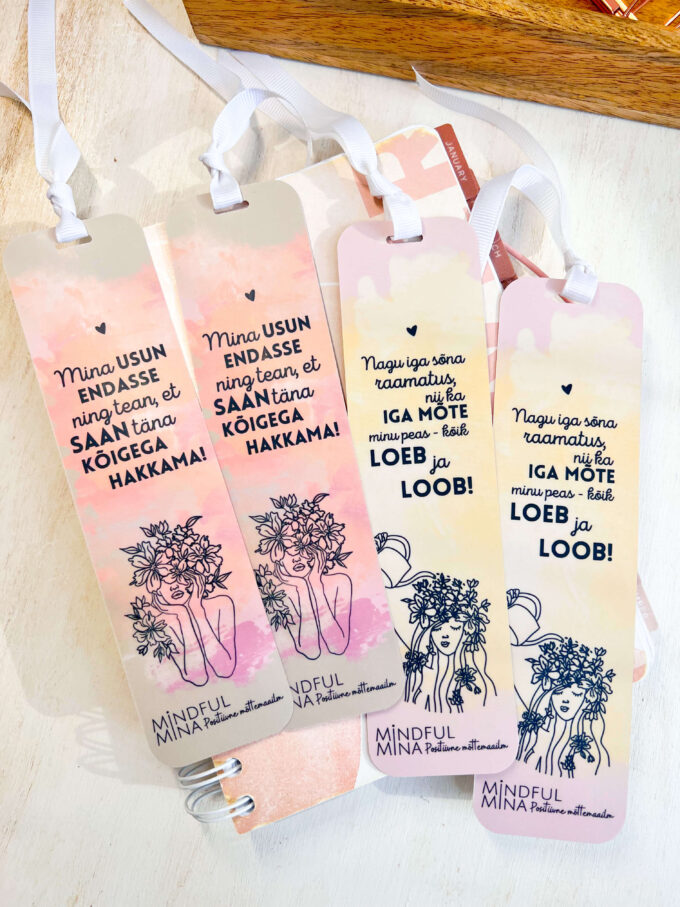 Mina USUN
ENDASSE
ning tean, et
SAAN täna
KÕIGEGA
HAKKAMA!
MINDFUL
MINA Positiivne mõttemaailm
Mina USUN
ENDASSE
ning tean, et
SAAN täna
KÕIGEGA
HAKKAMA!
MINDFUL
MINA Positiivne mõttemaailm
Nagu iga sõna
raamatus,
nii ka
IGA MÕTE
minu peas - kõik
LOEB ja
LOOB!
MINDFUL
MINA Positiivne mõttemaailm
Nagu iga sõna
raamatus,
nii ka
IGA MÕTE
minu peas - kõik
LOEB ja
LOOB!
MINDFUL
MINA Positiivne mõttemaailm
JANUARY